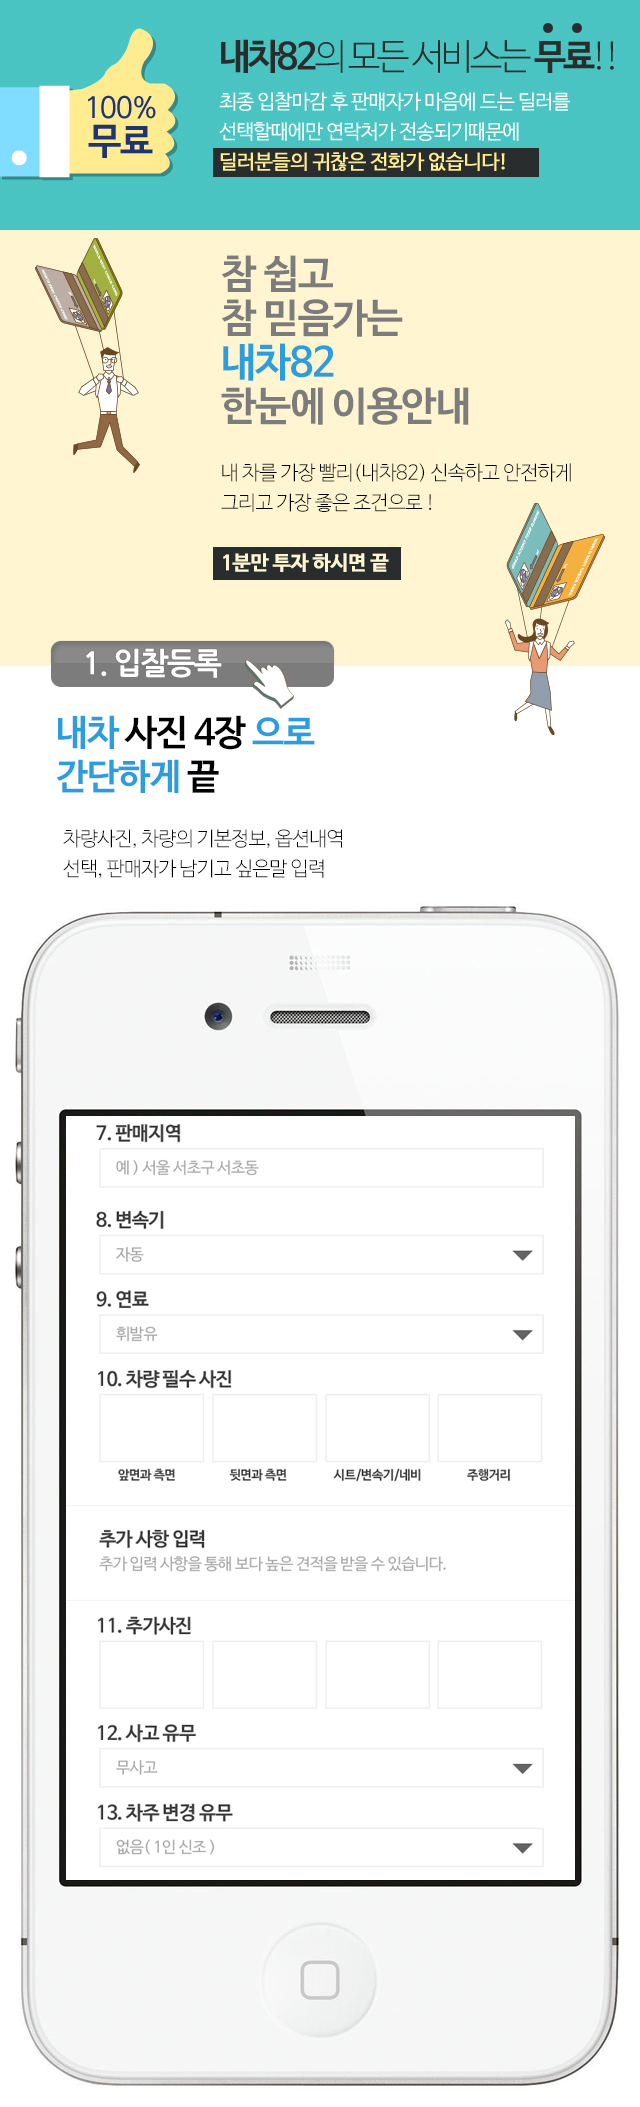 100%
무료
내차82의 모든 서비스는 무료!!
최종 입찰마감 후 판매자가 마음에 드는 딜러를
선택할때에만 연락처가 전송되기때문에
딜러분들의 귀찮은 전화가 없습니다!
참 쉽고
참 믿음가는
내차82
한눈에 이용안내
내 차를 가장 빨리(내차82) 신속하고 안전하게
그리고 가장 좋은 조건으로 !
1분만 투자 하시면 끝
1. 입찰등록
내차 사진 4장 으로
간단하게 끝
차량사진, 차량의 기본정보, 옵션내역
선택, 판매자가 남기고 싶은말 입력
7. 판매지역
예 ) 서울 서초구 서초동
8. 변속기
자동
9. 연료
휘발유
10. 차량 필수 사진
앞면과 측면 뒷면과 측면 시트/변속기/네비 주행거리
추가 사항 입력
추가 입력 사항을 통해 보다 높은 견적을 받을 수 있습니다.
11. 추가사진
12. 사고 유무
무사고
13. 차주 변경 유무
없음( 1인 신조 )